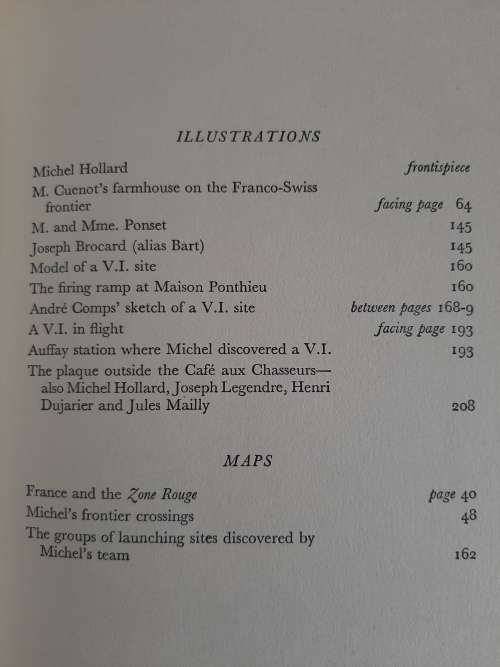 ILLUSTRATIONS
Michel Hollard frontispiece
M. Cuenot's farmhouse on the Franco-Swiss
frontier facing page 64
M. and Mme. Ponset 145
Joseph Brocard (alias Bart) 145
Model of a V.I. site 160
The firing ramp at Maison Ponthieu 160
André Comps' sketch of a V.I. site between pages 168-9
A V.I. in flight facing page 193
Auffay station where Michel discovered a V.I. 193
The plaque outside the Café aux Chasseurs—
also Michel Hollard, Joseph Legendre, Henri
Dujarier and Jules Mailly 208
MAPS
France and the Zone Rouge page 40
Michel's frontier crossings 48
The groups of launching sites discovered by
Michel's team 162